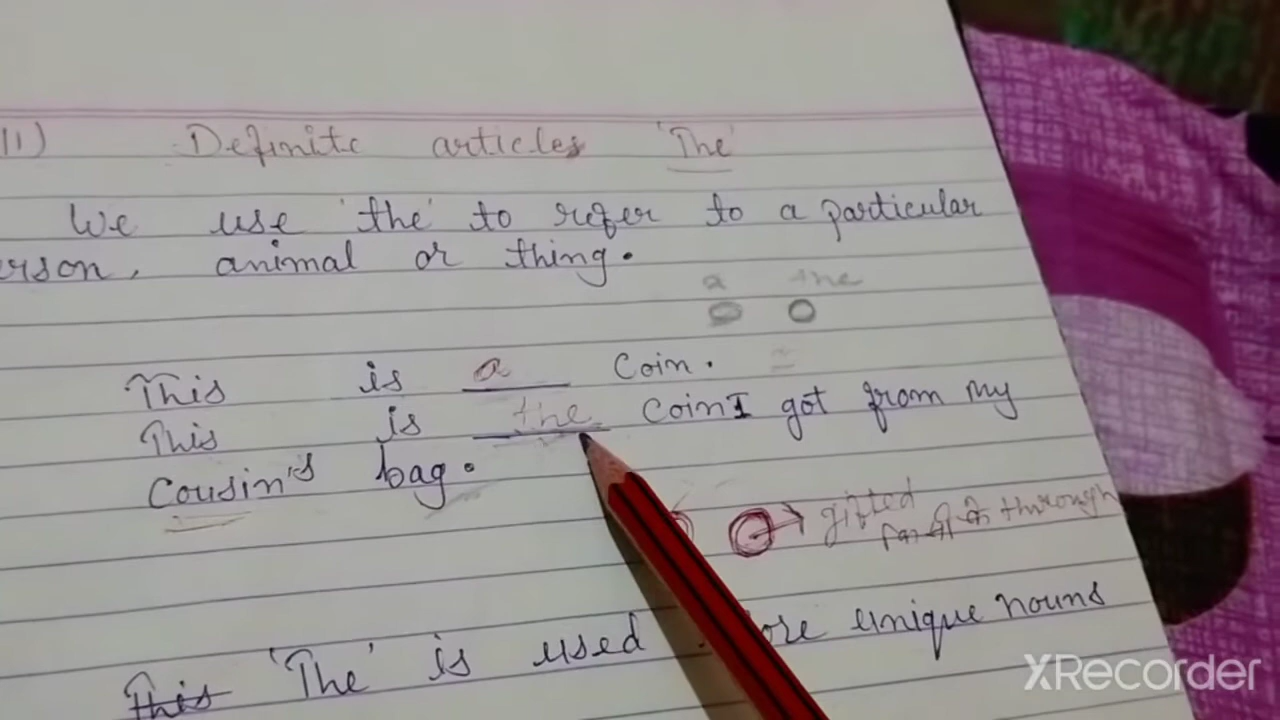 11) Definite articles 'The'
We use 'the' to refer to a particular
erson, animal or thing.
a the
This is a Coin.
This is the Coin I got from my
Cousin's bag.
gifted
through
This 'The' is used ore unique nouns
XRecorder